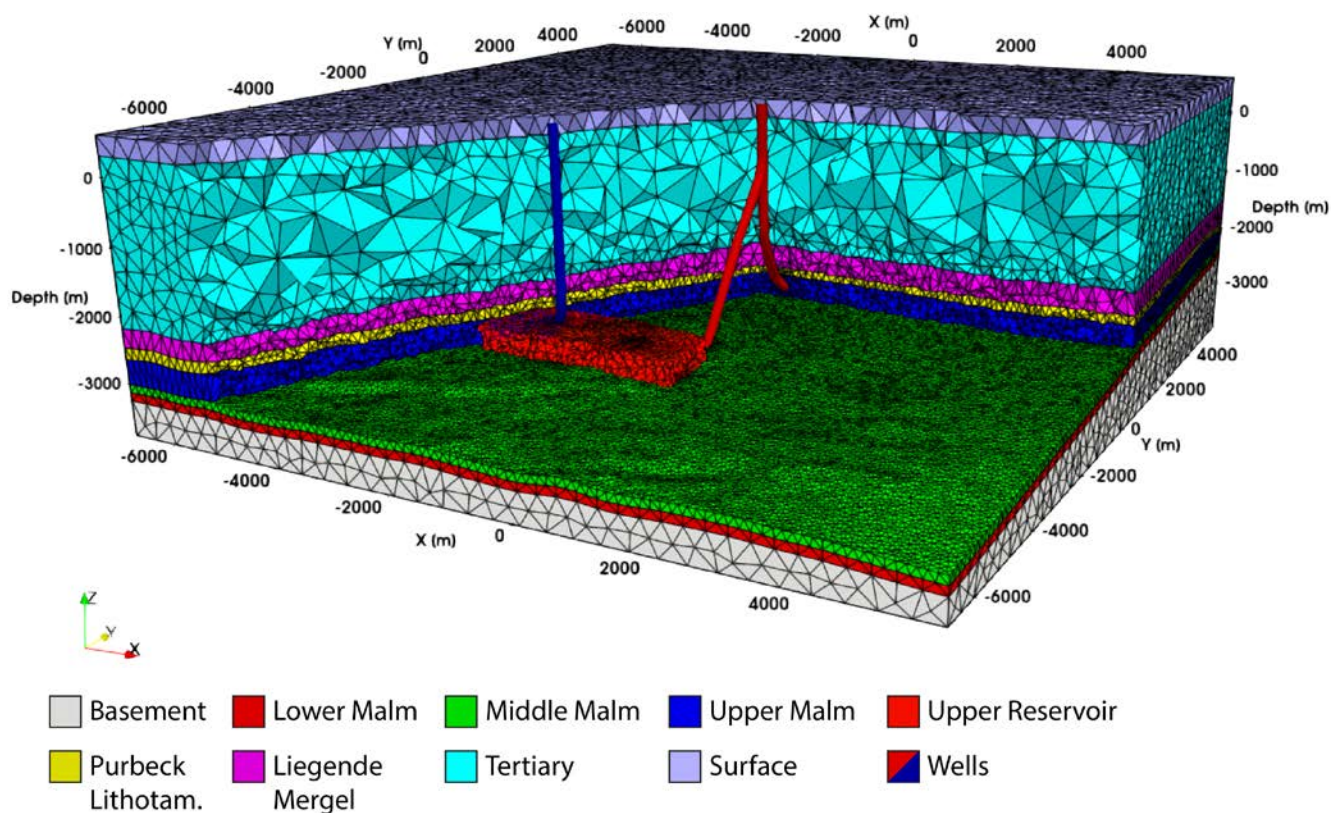 X (m)
-6000 -4000 -2000 0 2000 4000
Y (m)
-6000 -4000 -2000 0 2000 4000
0
-1000
Depth (m)
-2000
-3000
0
-1000
Depth (m)
-2000
-3000
4000
2000
0
Y (m)
-2000
-4000
-6000
-6000
-4000
-2000
X (m)
0
2000
4000
Z
Y
X
Basement Lower Malm Middle Malm Upper Malm Upper Reservoir
Purbeck Liegende Tertiary Surface Wells
Lithotam. Mergel